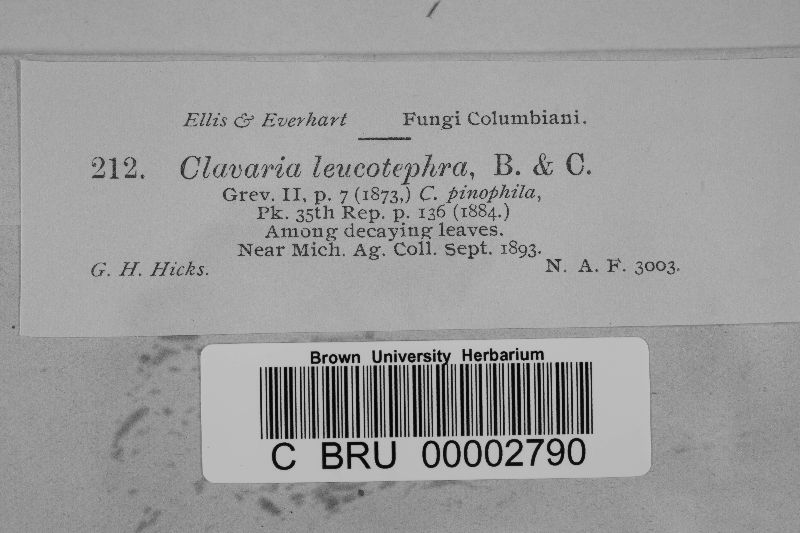 Ellis & Everhart Fungi Columbiani.
212. Clavaria leucotephra, B. & C.
Grev. II, p. 7 (1873,) C. pinophila,
Pk. 35th Rep. p. 136 (1884.)
Among decaying leaves.
Near Mich. Ag. Coll. Sept. 1893.
G. H. Hicks. N. A. F. 3003.
Brown University Herbarium
C BRU 00002790